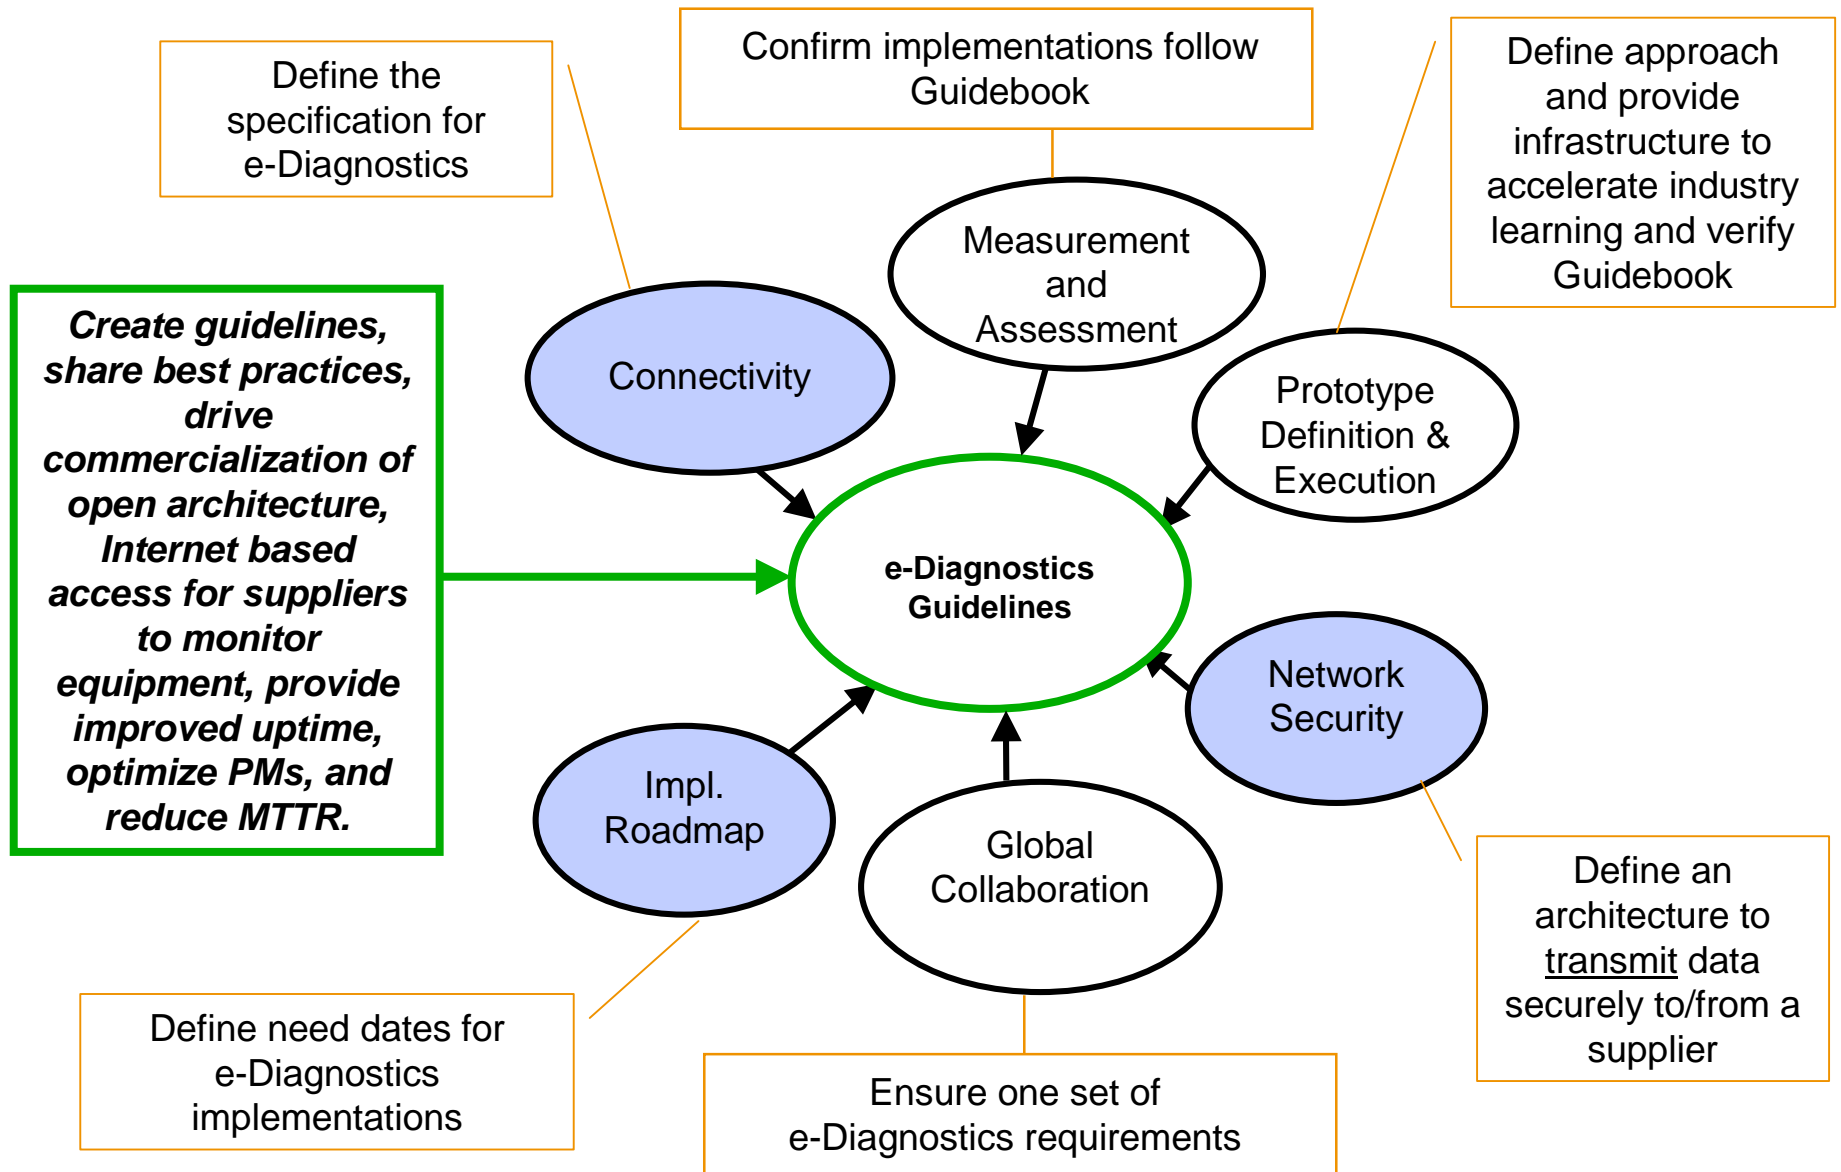 Confirm implementations follow
Guidebook
Define the
specification for
e-Diagnostics
Define approach
and provide
infrastructure to
accelerate industry
learning and verify
Guidebook
Measurement
and
Assessment
Connectivity
Prototype
Definition &
Execution
Create guidelines,
share best practices,
drive
commercialization of
open architecture,
Internet based
access for suppliers
to monitor
equipment, provide
improved uptime,
optimize PMs, and
reduce MTTR.
e-Diagnostics
Guidelines
Network
Security
Impl.
Roadmap
Global
Collaboration
Define an
architecture to
transmit data
securely to/from a
supplier
Define need dates for
e-Diagnostics
implementations
Ensure one set of
e-Diagnostics requirements